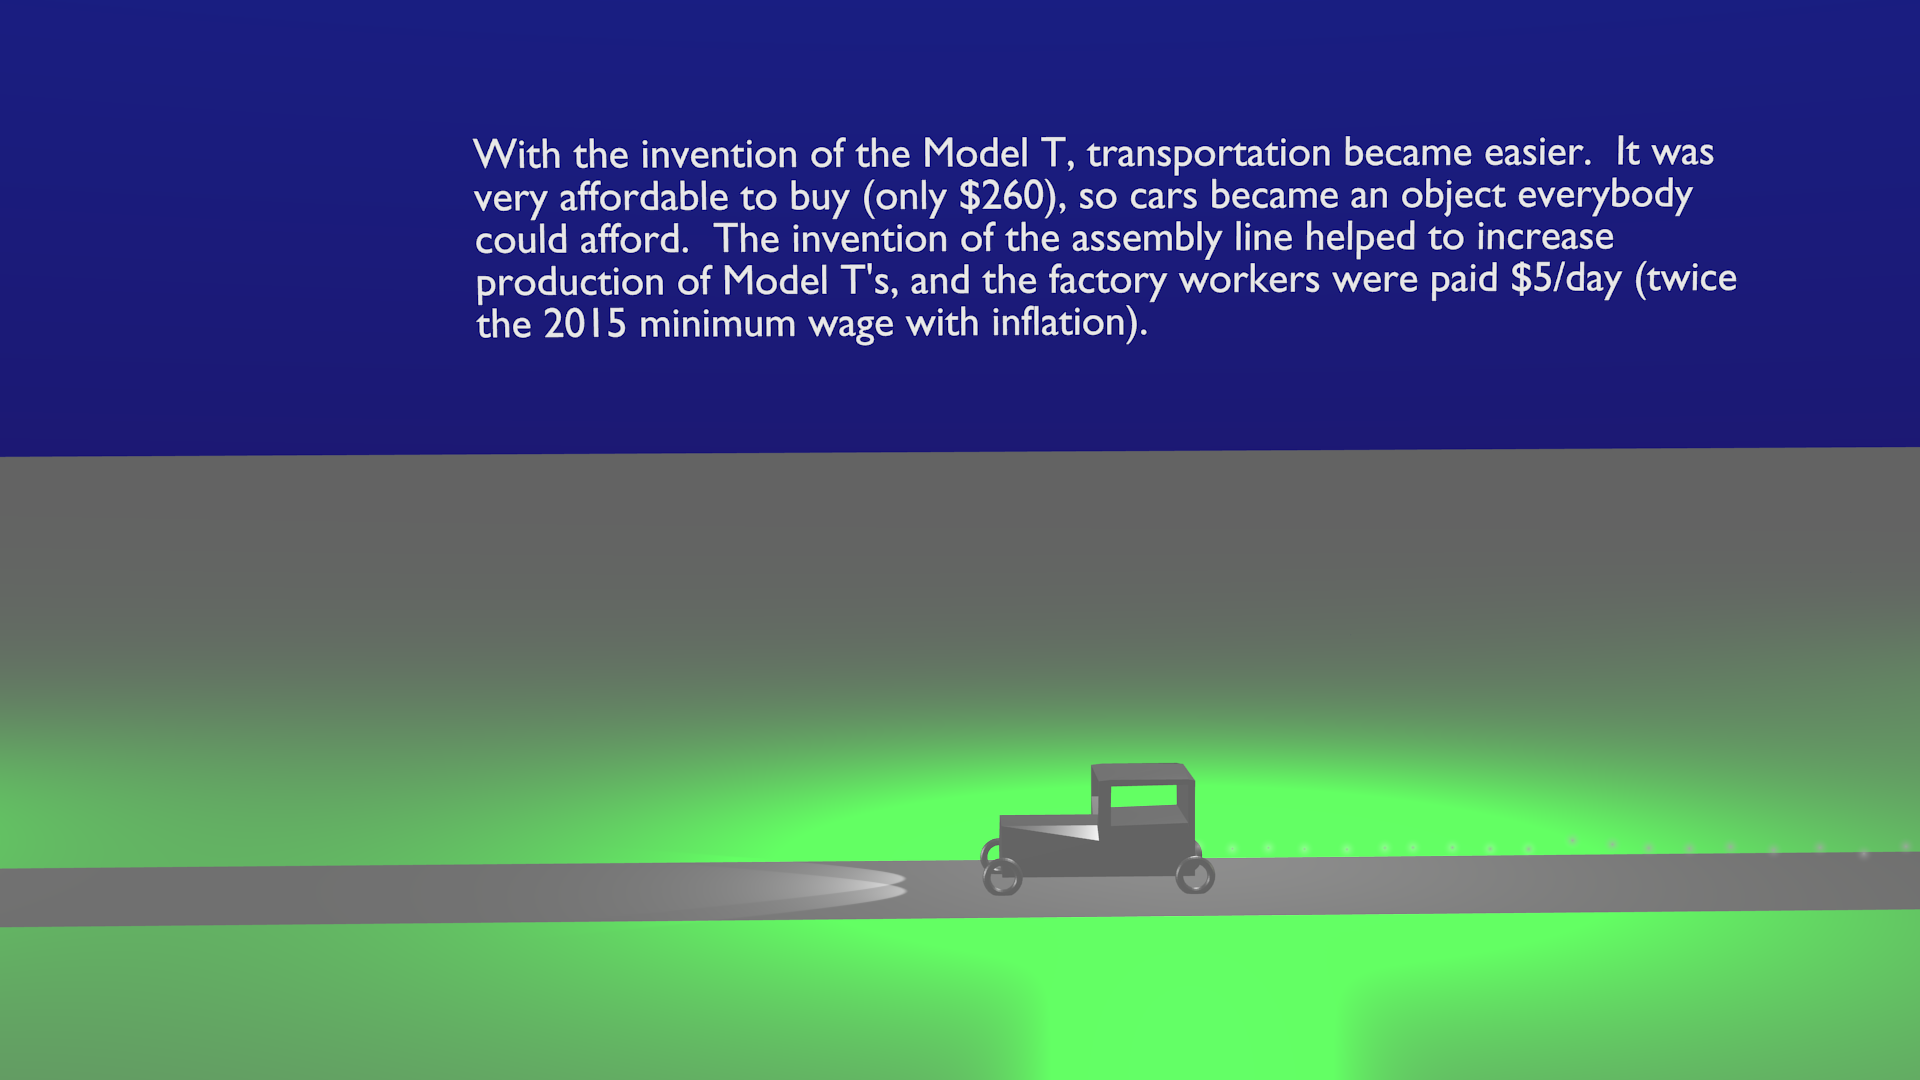 With the invention of the Model T, transportation became easier.  It was
very affordable to buy (only $260), so cars became an object everybody
could afford.  The invention of the assembly line helped to increase
production of Model T's, and the factory workers were paid $5/day (twice
the 2015 minimum wage with inflation).